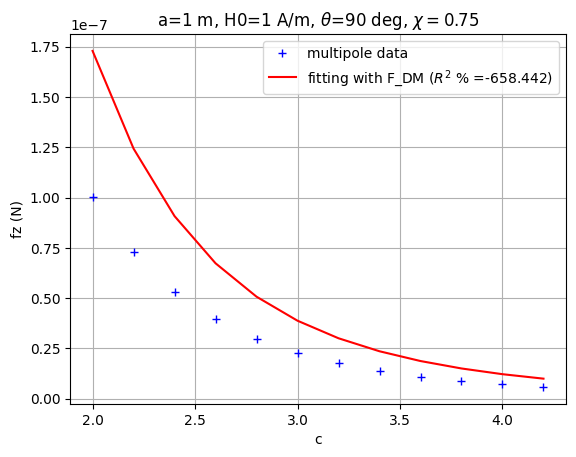 a=1 m, H0=1 A/m, θ=90 deg, χ = 0.75
1e−7
multipole data
fitting with F_DM (R² % =-658.442)
1.75
1.50
1.25
1.00
0.75
0.50
0.25
0.00
fz (N)
2.0 2.5 3.0 3.5 4.0
c